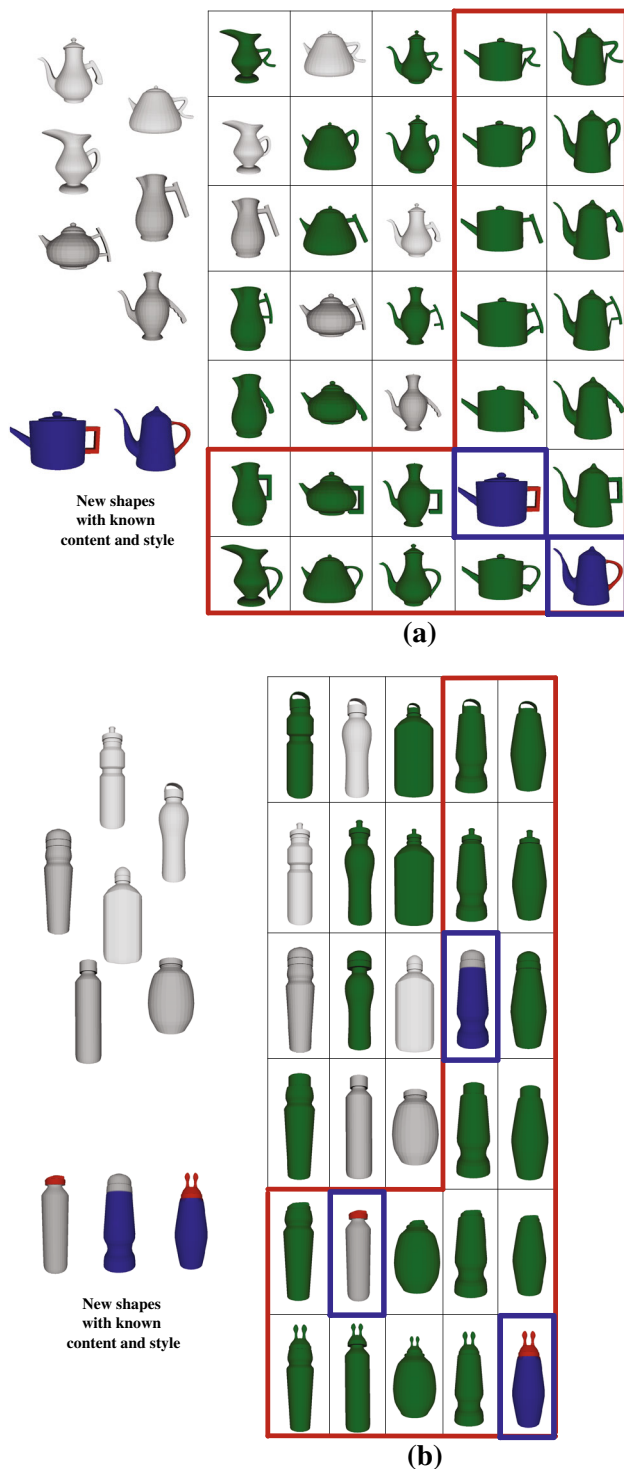 New shapes
with known
content and style
(a)
New shapes
with known
content and style
(b)